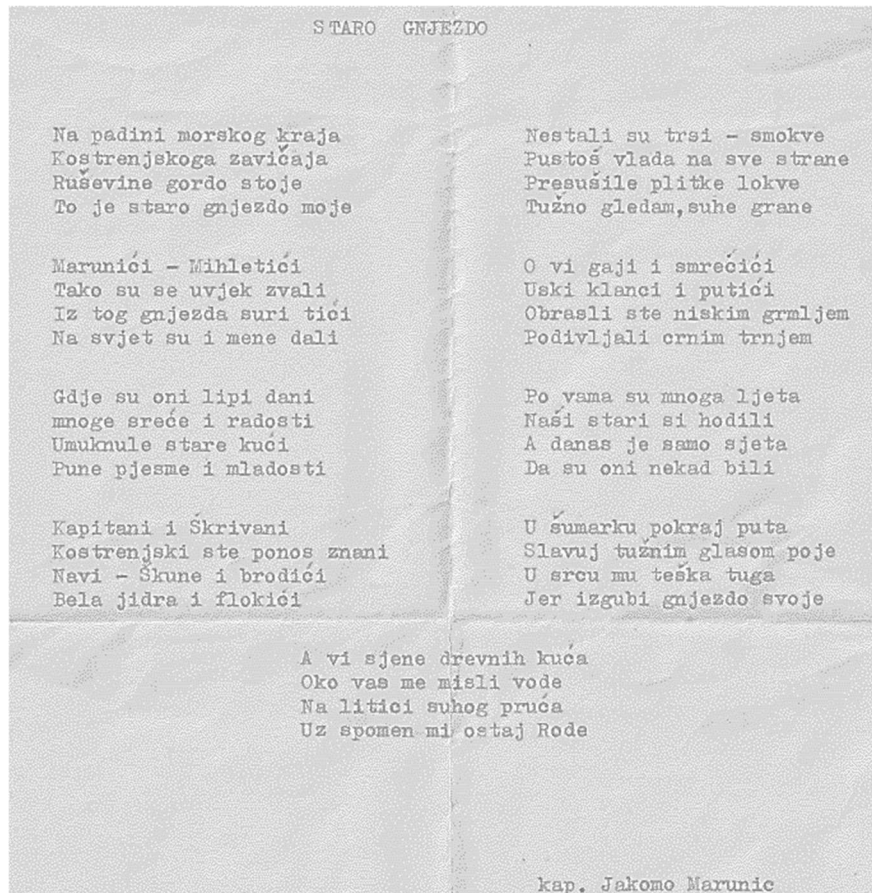 STARO GNJEZDO
Na padini morskog kraja
Kostrenjskoga zavičaja
Ruševine gordo stoje
To je staro gnjezdo moje
Marunići - Mihletići
Tako su se uvjek zvali
Iz tog gnjezda suri tići
Na svjet su i mene dali
Gdje su oni lipi dani
mnoge sreće i radosti
Umuknule stare kući
Pune pjesme i mladosti
Kapitani i Škrivani
Kostrenjski ste ponos znani
Navi - Škune i brodići
Bela jidra i flokići
Nestali su trsi - smokve
Pustoš vlada na sve strane
Presušile plitke lokve
Tužno gledam,suhe grane
O vi gaji i smrečići
Uski klanci i putići
Obrasli ste niskim grmljem
Podivljali crnim trnjem
Po vama su mnoga ljeta
Naši stari si hodili
A danas je samo sjeta
Da su oni nekad bili
U šumarku pokraj puta
Slavuj tužnim glasom poje
U srcu mu teška tuga
Jer izgubi gnjezdo svoje
A vi sjene drevnih kuća
Oko vas me misli vode
Na litici suhog pruća
Uz spomen mi ostaj Rode
kap. Jakomo Marunic